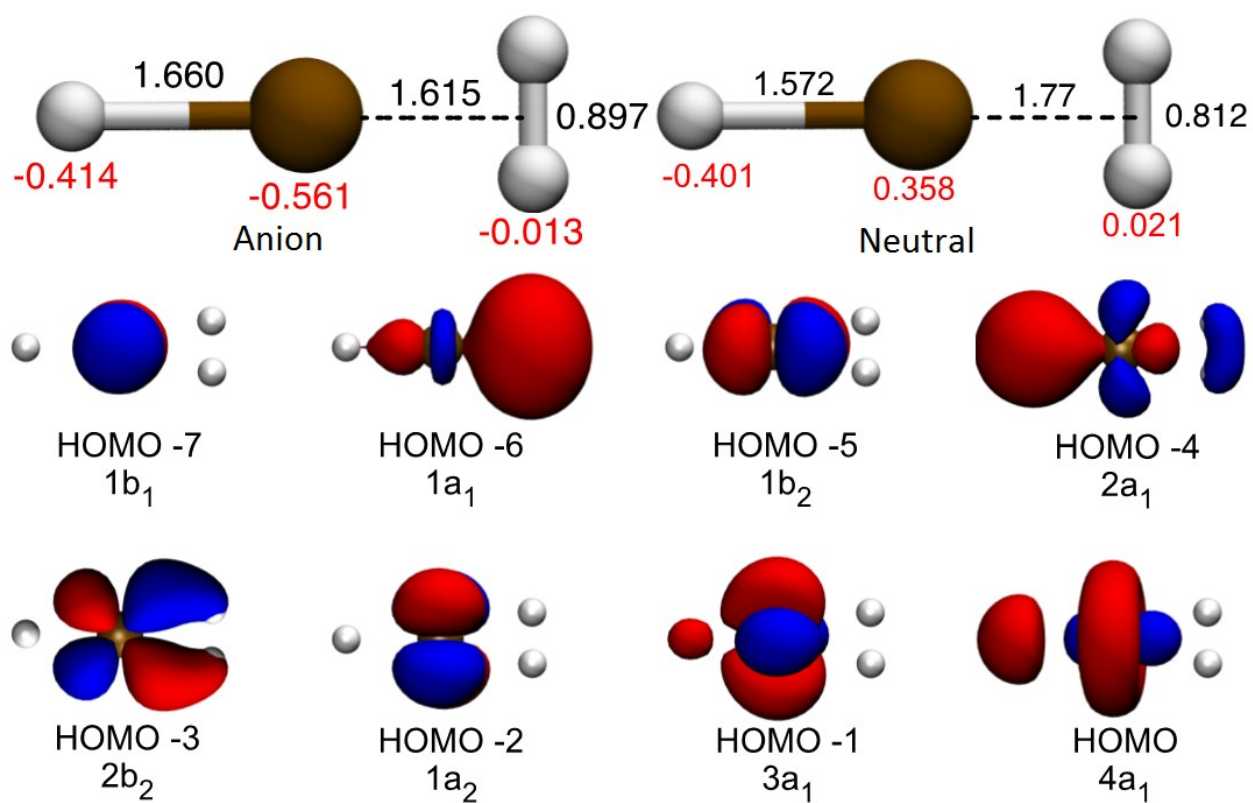 1.660
1.615
0.897
-0.414
-0.561
-0.013
Anion
1.572
1.77
0.812
-0.401
0.358
0.021
Neutral
HOMO -7
1b₁
HOMO -6
1a₁
HOMO -5
1b₂
HOMO -4
2a₁
HOMO -3
2b₂
HOMO -2
1a₂
HOMO -1
3a₁
HOMO
4a₁